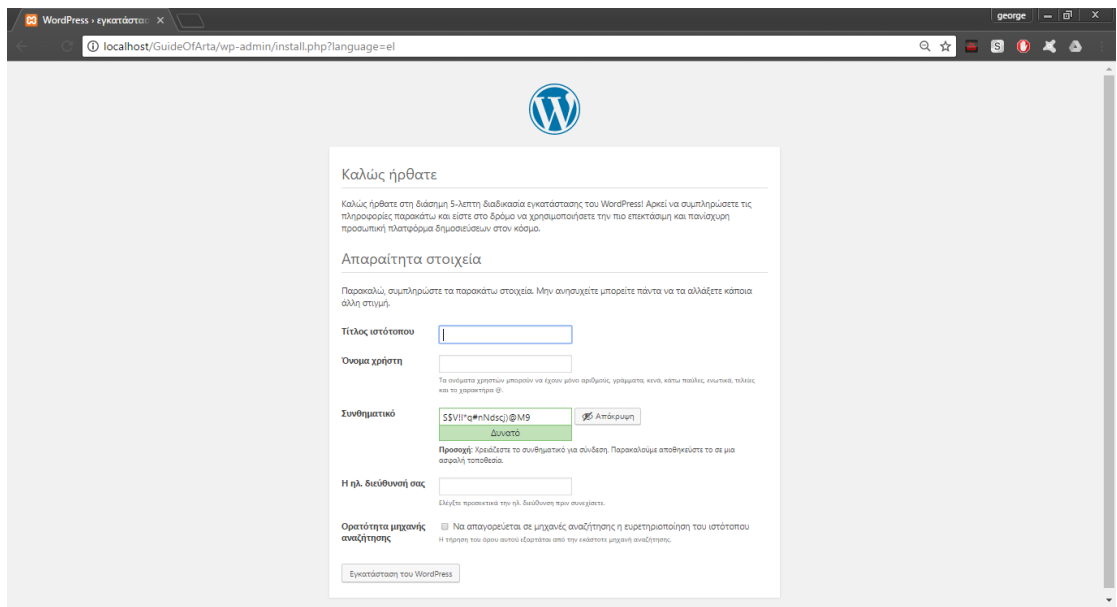 WordPress › εγκατάστασ
george
localhost/GuideOfArta/wp-admin/install.php?language=el
Καλώς ήρθατε
Καλώς ήρθατε στη διάσημη 5-λεπτη διαδικασία εγκατάστασης του WordPress! Αρκεί να συμπληρώσετε τις
πληροφορίες παρακάτω και είστε στο δρόμο να χρησιμοποιήσετε την πιο επεκτάσιμη και πανίσχυρη
προσωπική πλατφόρμα δημοσιεύσεων στον κόσμο.
Απαραίτητα στοιχεία
Παρακαλώ, συμπληρώστε τα παρακάτω στοιχεία. Μην ανησυχείτε μπορείτε πάντα να τα αλλάξετε κάποια
άλλη στιγμή.
Τίτλος ιστότοπου
Όνομα χρήστη
Τα ονόματα χρηστών μπορούν να έχουν μόνο αριθμούς, γράμματα, κενά, κάτω παύλες, ενωτικά, τελείες
και το χαρακτήρα @.
Συνθηματικό
S$V!I*q#nNdscj)@M9
Απόκρυψη
Δυνατό
Προσοχή: Χρειάζεστε το συνθηματικό για σύνδεση. Παρακαλούμε αποθηκεύστε το σε μια
ασφαλή τοποθεσία.
Η ηλ. διεύθυνσή σας
Ελέγξτε προσεκτικά την ηλ. διεύθυνση πριν συνεχίσετε.
Ορατότητα μηχανής
αναζήτησης
Να απαγορεύεται σε μηχανές αναζήτησης η ευρετηριοποίηση του ιστότοπου
Η τήρηση του όρου αυτού εξαρτάται από την εκάστοτε μηχανή αναζήτησης.
Εγκατάσταση του WordPress